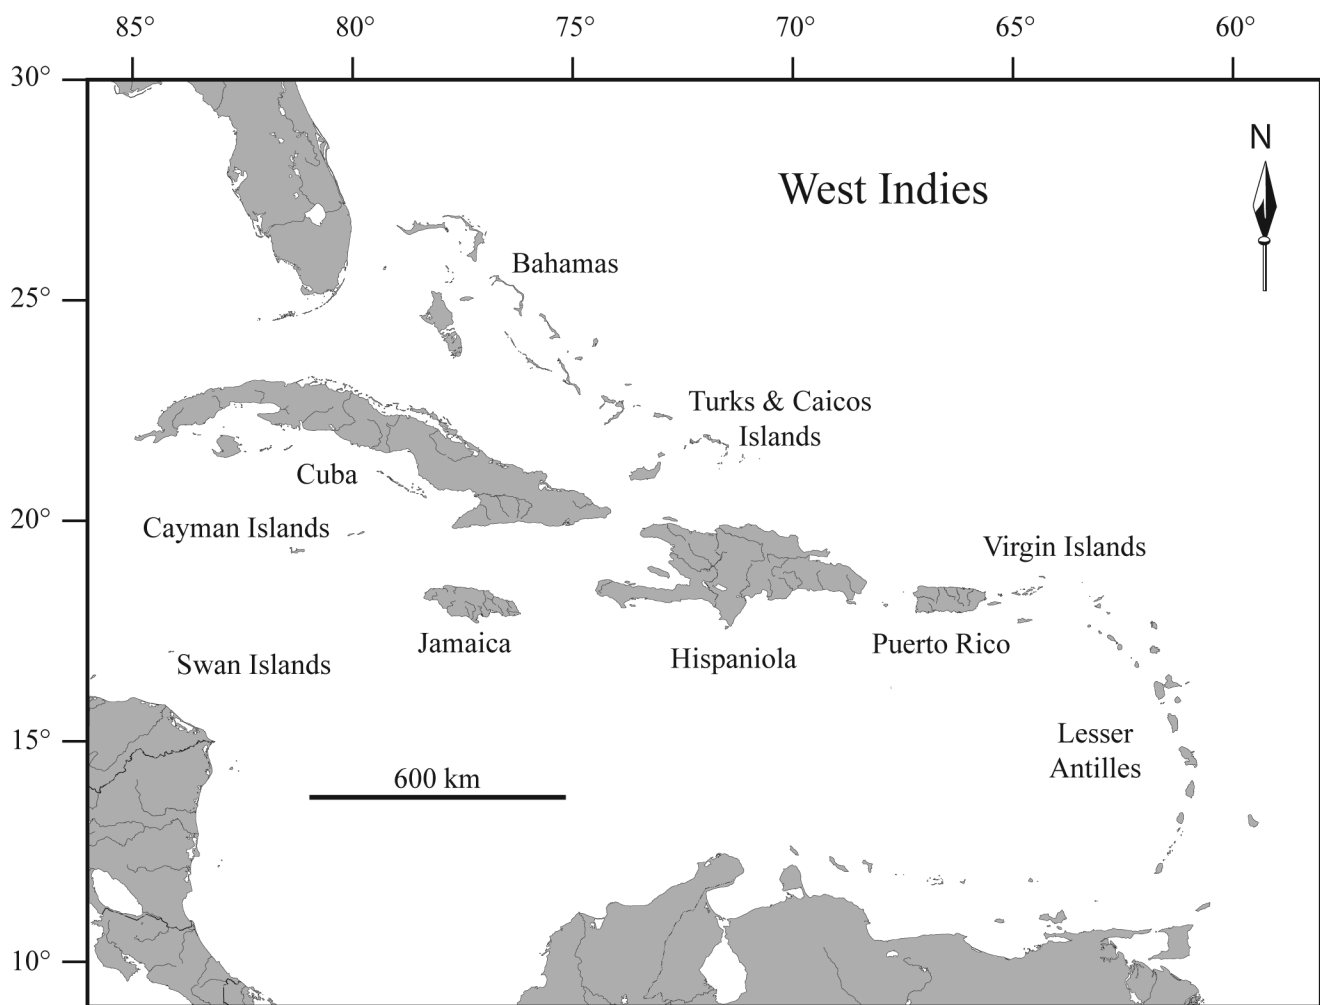 85° 80° 75° 70° 65° 60°
30°
N
West Indies
Bahamas
25°
Turks & Caicos
Islands
Cuba
20°
Cayman Islands
Virgin Islands
Jamaica
Puerto Rico
Hispaniola
Swan Islands
15°
Lesser
Antilles
600 km
10°